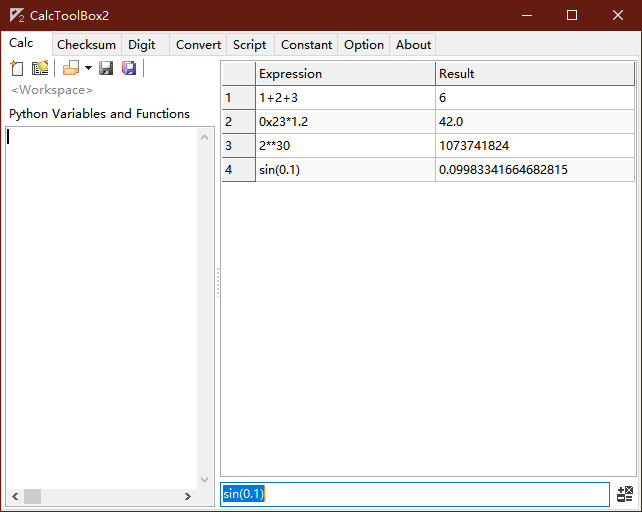 CalcToolBox2
Calc Checksum Digit Convert Script Constant Option About
<Workspace>
Python Variables and Functions
Expression Result
1 1+2+3 6
2 0x23*1.2 42.0
3 2**30 1073741824
4 sin(0.1) 0.09983341664682815
sin(0.1)